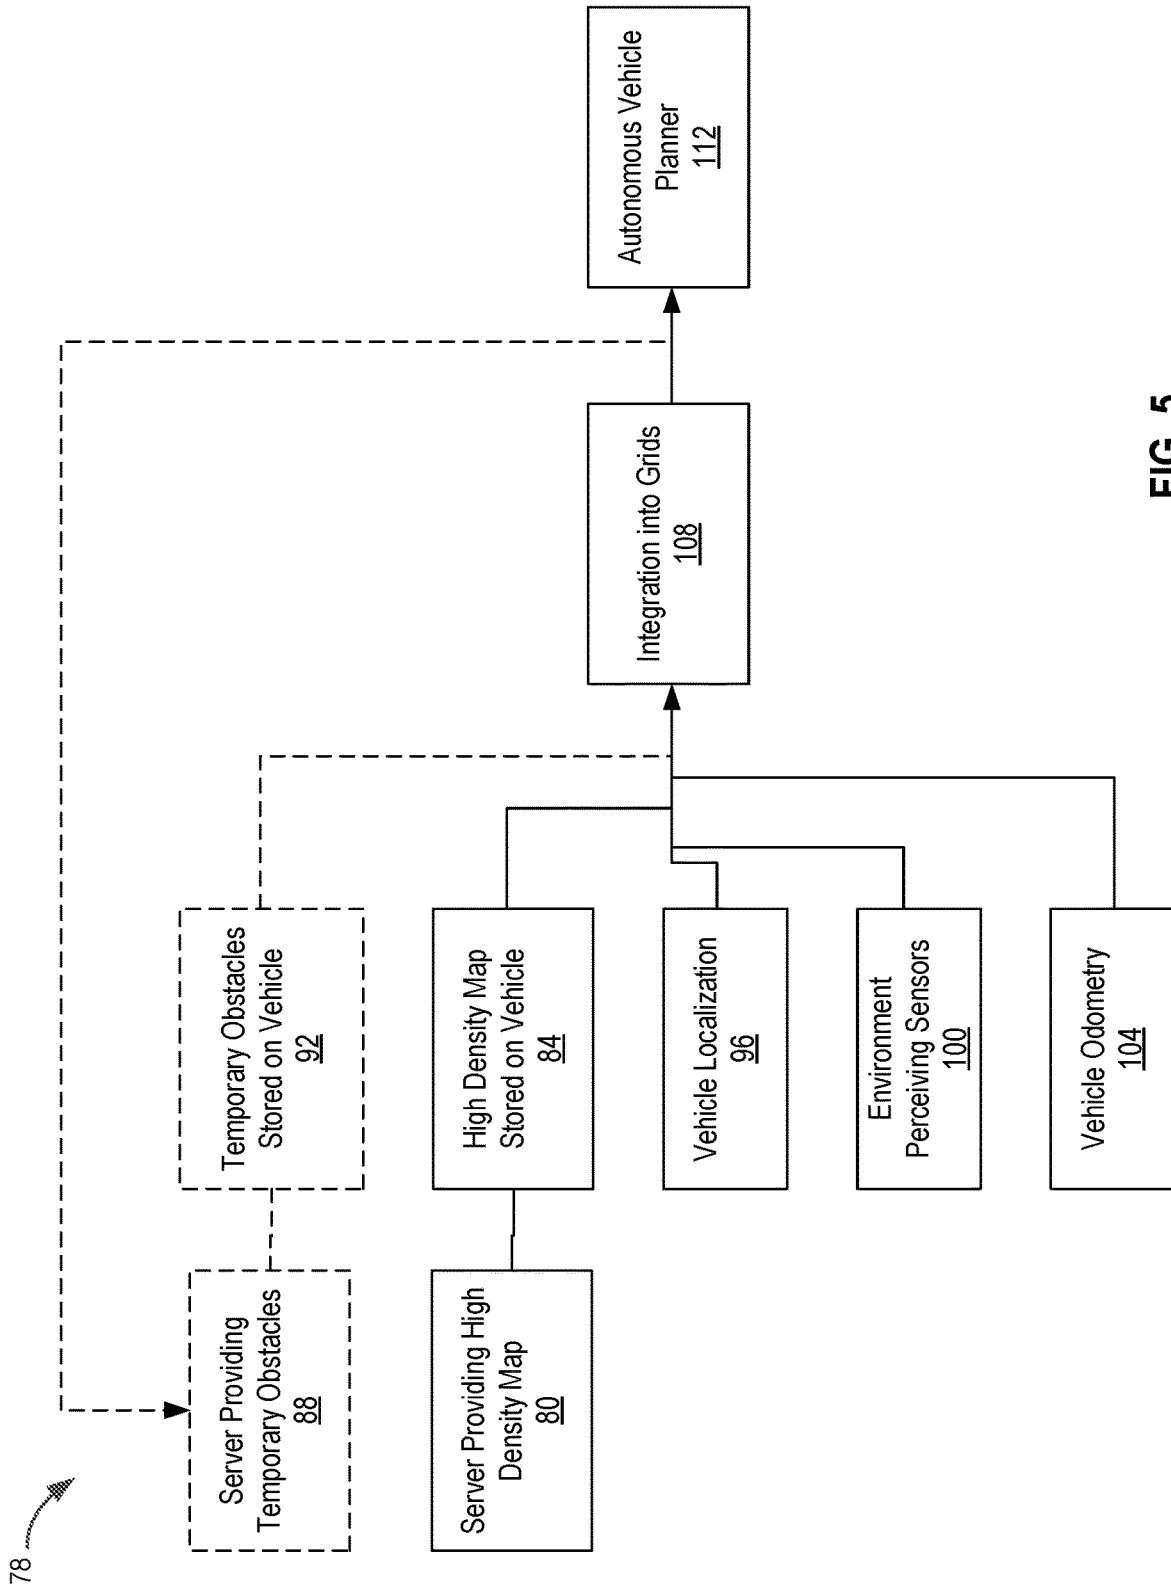 78
Server Providing
Temporary Obstacles
88
Temporary Obstacles
Stored on Vehicle
92
Server Providing High
Density Map
80
High Density Map
Stored on Vehicle
84
Vehicle Localization
96
Environment
Perceiving Sensors
100
Vehicle Odometry
104
Integration into Grids
108
Autonomous Vehicle
Planner
112
FIG. 5